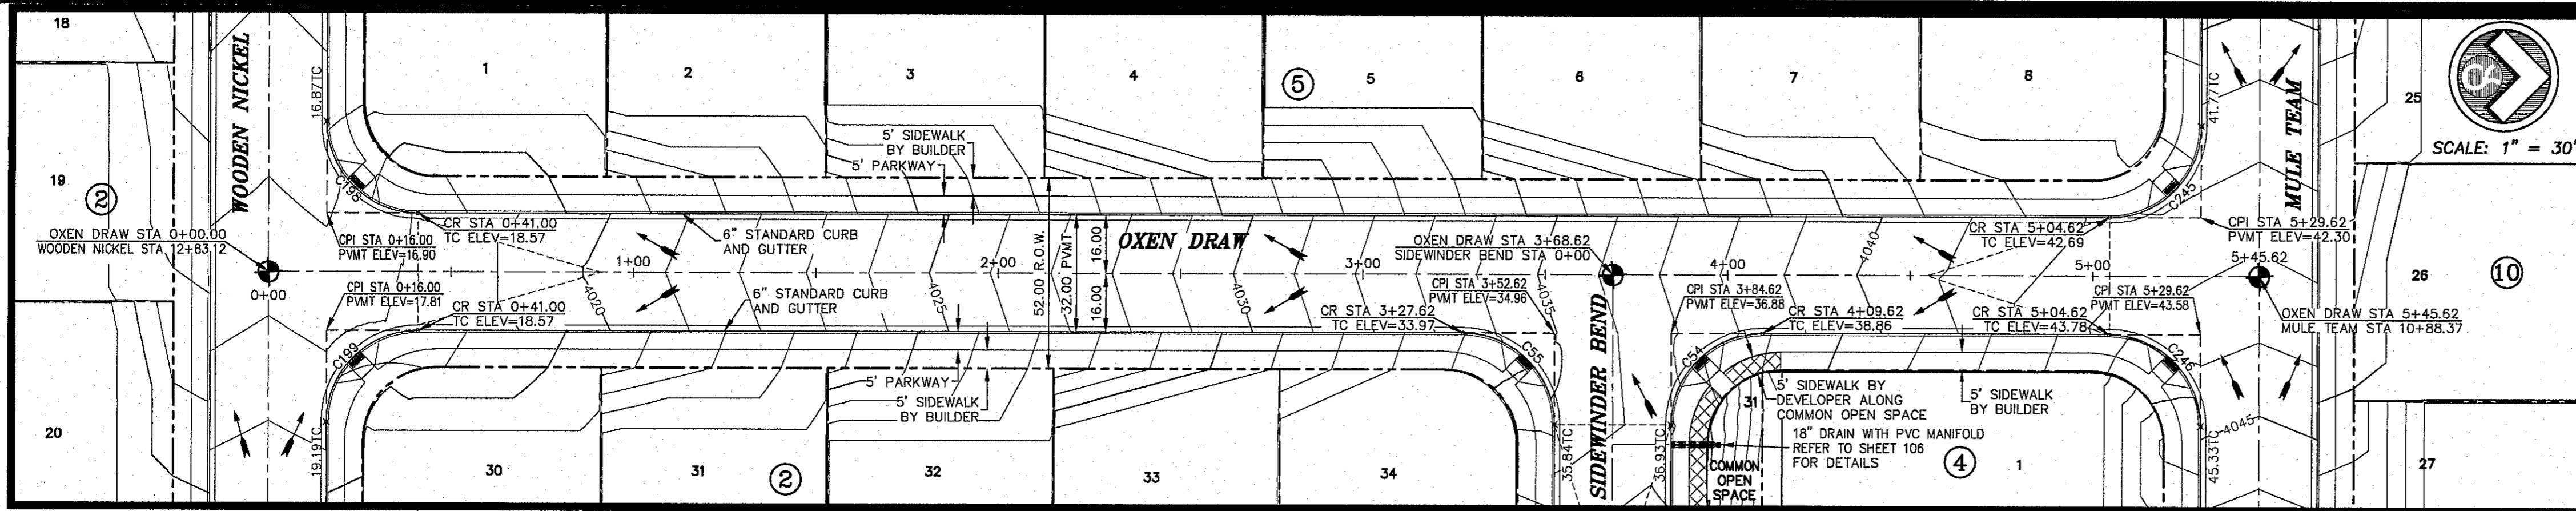 18
WOODEN NICKEL
16.87TC
1
2
3
4
5
5
6
7
8
41.77TC
MULE TEAM
25
SCALE: 1" = 30'
19
2
5' SIDEWALK
BY BUILDER
5' PARKWAY
C198
C245
OXEN DRAW STA 0+00.00
WOODEN NICKEL STA 12+83.12
CPI STA 0+16.00
PVMT ELEV=16.90
CR STA 0+41.00
TC ELEV=18.57
6" STANDARD CURB
AND GUTTER
OXEN DRAW
OXEN DRAW STA 3+68.62
SIDEWINDER BEND STA 0+00
CR STA 5+04.62
TC ELEV=42.69
CPI STA 5+29.62
PVMT ELEV=42.30
0+00
1+00
2+00
3+00
4+00
5+00
5+45.62
4020
4025
4030
4035
4040
52.00 R.O.W.
32.00 PVMT
16.00
16.00
26
10
CPI STA 0+16.00
PVMT ELEV=17.81
CR STA 0+41.00
TC ELEV=18.57
6" STANDARD CURB
AND GUTTER
CPI STA 3+52.62
PVMT ELEV=34.96
CR STA 3+27.62
TC ELEV=33.97
CPI STA 3+84.62
PVMT ELEV=36.88
CR STA 4+09.62
TC ELEV=38.86
CR STA 5+04.62
TC ELEV=43.78
CPI STA 5+29.62
PVMT ELEV=43.58
OXEN DRAW STA 5+45.62
MULE TEAM STA 10+88.37
C199
C55
C54
C246
5' PARKWAY
5' SIDEWALK
BY BUILDER
SIDEWINDER BEND
31
5' SIDEWALK BY
DEVELOPER ALONG
COMMON OPEN SPACE
5' SIDEWALK
BY BUILDER
18" DRAIN WITH PVC MANIFOLD
REFER TO SHEET 106
FOR DETAILS
COMMON
OPEN
SPACE
20
19.19TC
30
31
2
32
33
34
35.84TC
36.93TC
4
1
45.33TC
4045
27